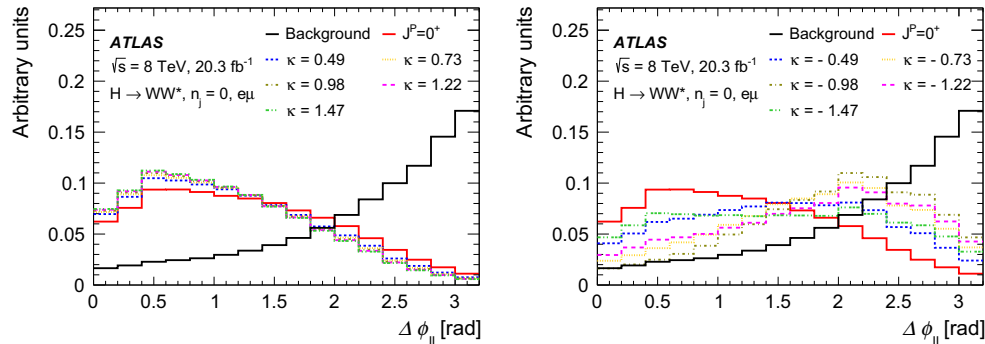 Arbitrary units
0.25
0.2
0.15
0.1
0.05
0
ATLAS
√s = 8 TeV, 20.3 fb⁻¹
H → WW*, nⱼ = 0, eμ
Background
J^P=0⁺
κ = 0.49
κ = 0.73
κ = 0.98
κ = 1.22
κ = 1.47
0 0.5 1 1.5 2 2.5 3
Δ ϕ_ll [rad]
Arbitrary units
0.25
0.2
0.15
0.1
0.05
0
ATLAS
√s = 8 TeV, 20.3 fb⁻¹
H → WW*, nⱼ = 0, eμ
Background
J^P=0⁺
κ = - 0.49
κ = - 0.73
κ = - 0.98
κ = - 1.22
κ = - 1.47
0 0.5 1 1.5 2 2.5 3
Δ ϕ_ll [rad]